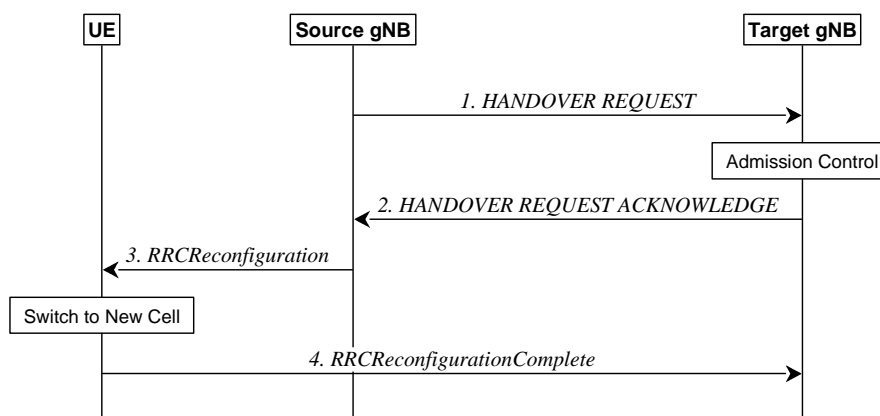 UE
Source gNB
Target gNB
1. HANDOVER REQUEST
Admission Control
2. HANDOVER REQUEST ACKNOWLEDGE
3. RRCReconfiguration
Switch to New Cell
4. RRCReconfigurationComplete